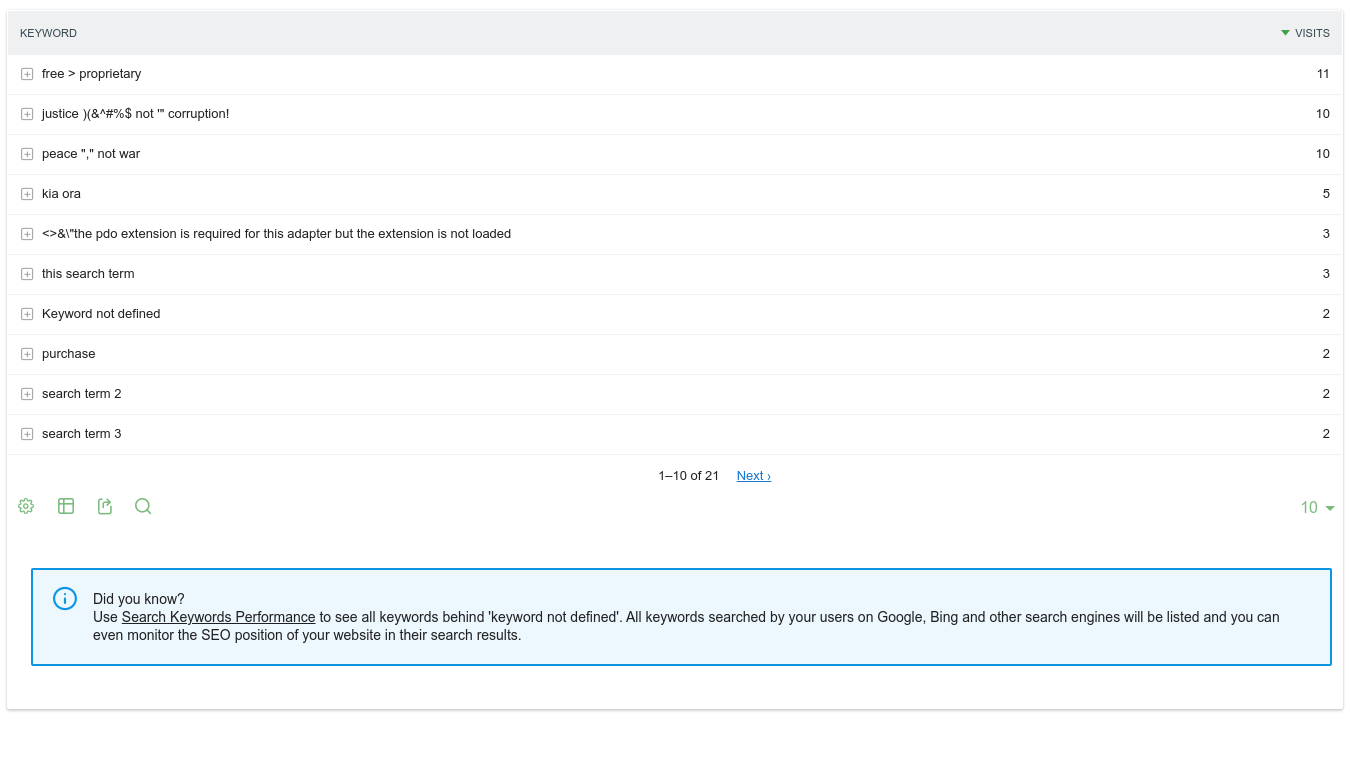 KEYWORD VISITS
free > proprietary 11
justice )(&^#%$ not '" corruption! 10
peace "," not war 10
kia ora 5
<>&\"the pdo extension is required for this adapter but the extension is not loaded 3
this search term 3
Keyword not defined 2
purchase 2
search term 2 2
search term 3 2
1–10 of 21 Next ›
10
Did you know?
Use Search Keywords Performance to see all keywords behind 'keyword not defined'. All keywords searched by your users on Google, Bing and other search engines will be listed and you can
even monitor the SEO position of your website in their search results.